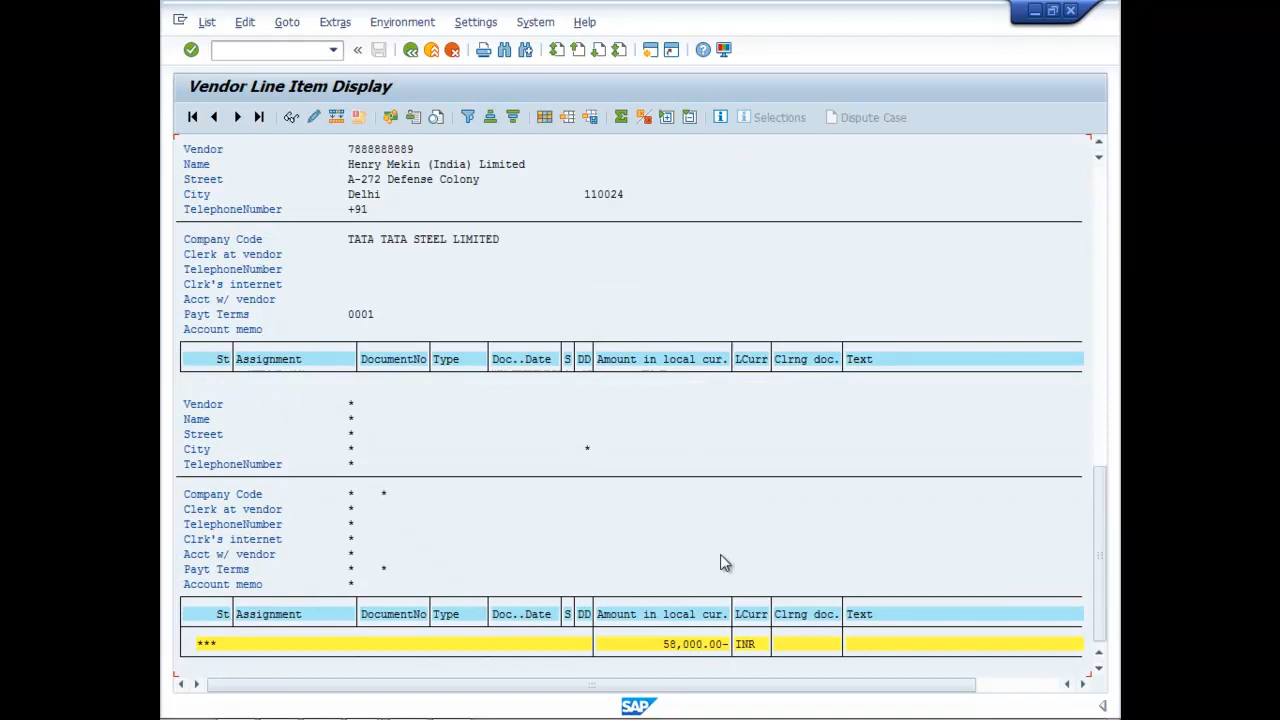 List Edit Goto Extras Environment Settings System Help
Vendor Line Item Display
Selections Dispute Case
Vendor 7888888889
Name Henry Mekin (India) Limited
Street A-272 Defense Colony
City Delhi 110024
TelephoneNumber +91
Company Code TATA TATA STEEL LIMITED
Clerk at vendor
TelephoneNumber
Clrk's internet
Acct w/ vendor
Payt Terms 0001
Account memo
St Assignment DocumentNo Type Doc..Date S DD Amount in local cur. LCurr Clrng doc. Text
Vendor *
Name *
Street *
City * *
TelephoneNumber *
Company Code * *
Clerk at vendor *
TelephoneNumber *
Clrk's internet *
Acct w/ vendor *
Payt Terms * *
Account memo *
St Assignment DocumentNo Type Doc..Date S DD Amount in local cur. LCurr Clrng doc. Text
*** 58,000.00- INR
SAP